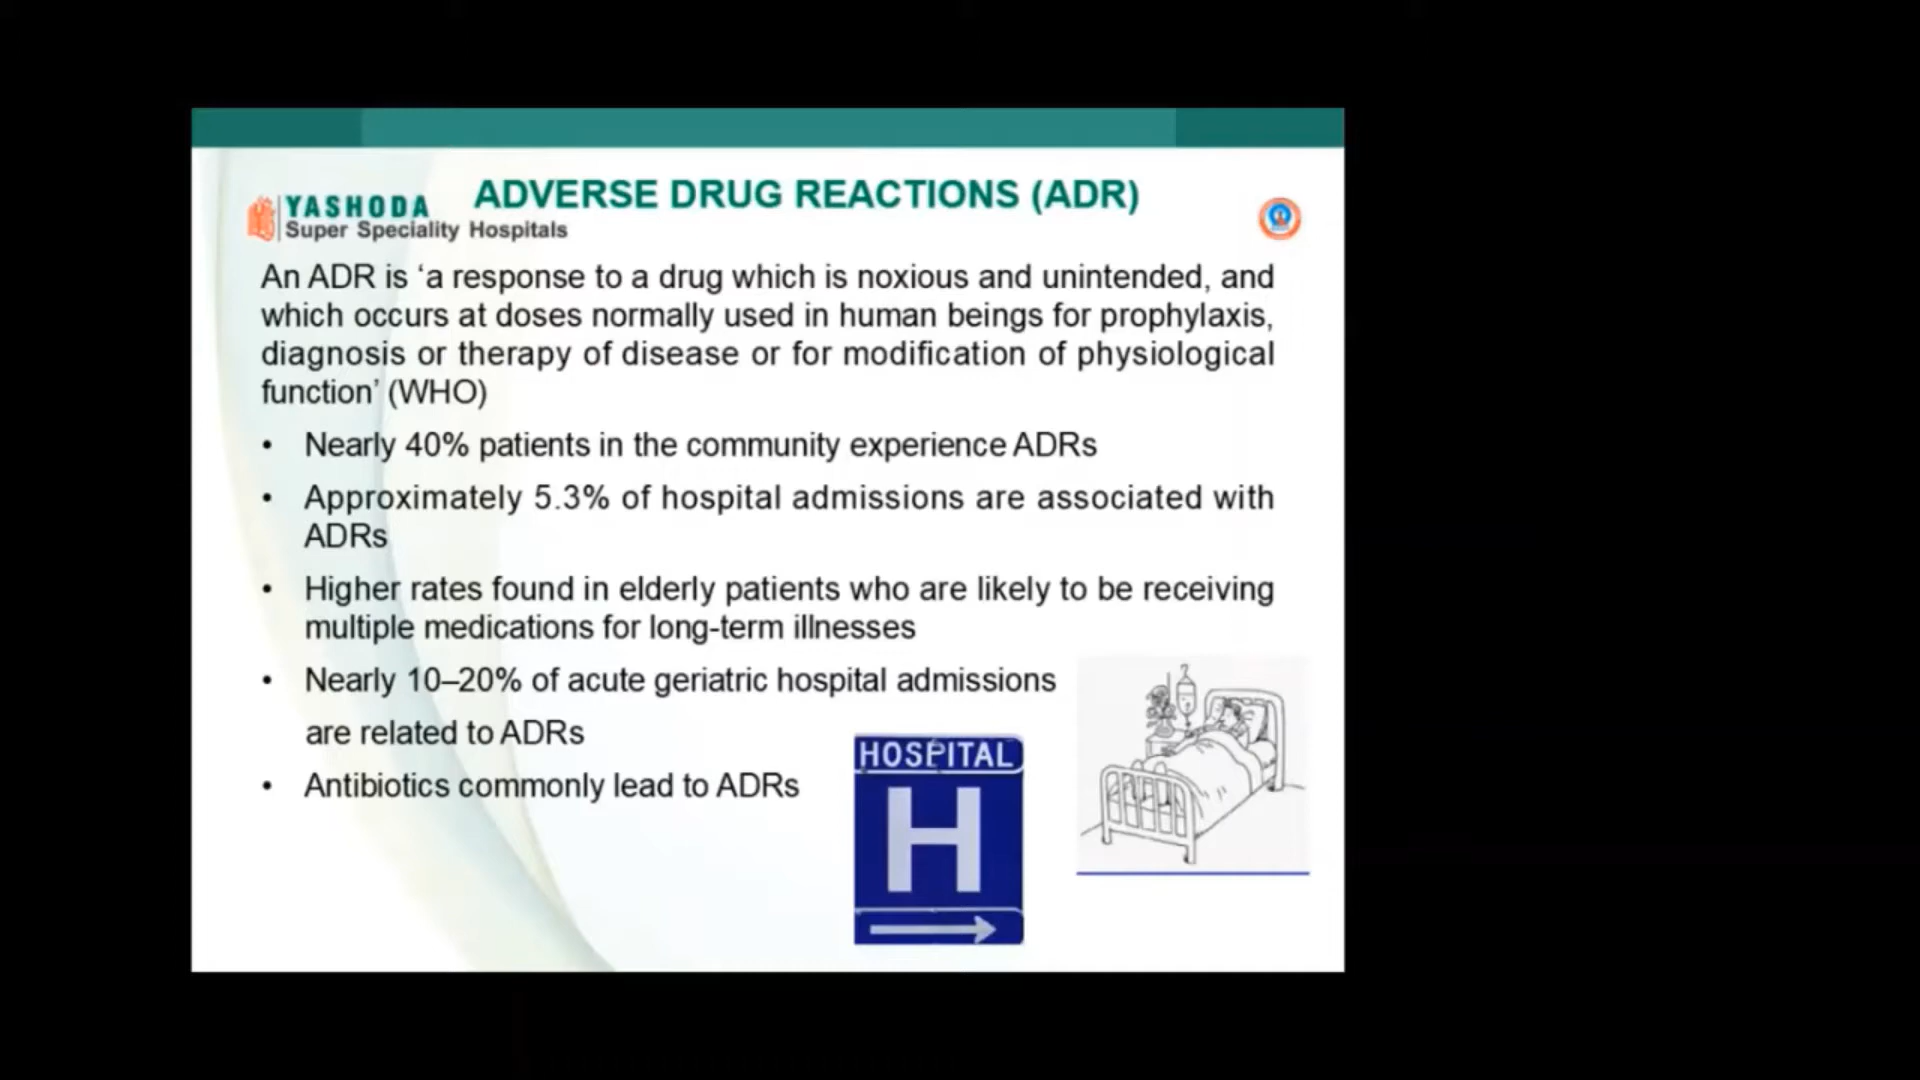 ADVERSE DRUG REACTIONS (ADR)
YASHODA
Super Speciality Hospitals
An ADR is ‘a response to a drug which is noxious and unintended, and
which occurs at doses normally used in human beings for prophylaxis,
diagnosis or therapy of disease or for modification of physiological
function’ (WHO)
• Nearly 40% patients in the community experience ADRs
• Approximately 5.3% of hospital admissions are associated with
ADRs
• Higher rates found in elderly patients who are likely to be receiving
multiple medications for long-term illnesses
• Nearly 10–20% of acute geriatric hospital admissions
are related to ADRs
• Antibiotics commonly lead to ADRs
HOSPITAL
H